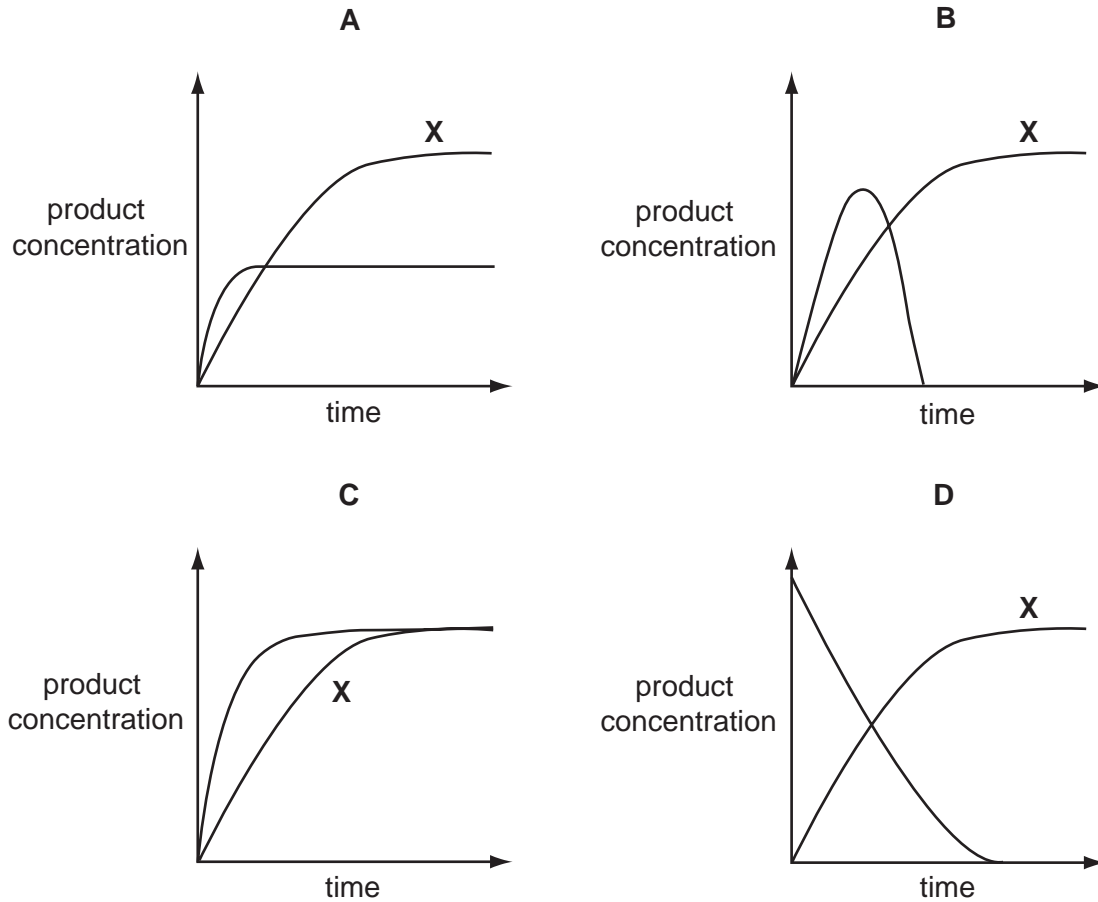 A
X
product
concentration
time
B
X
product
concentration
time
C
X
product
concentration
time
D
X
product
concentration
time